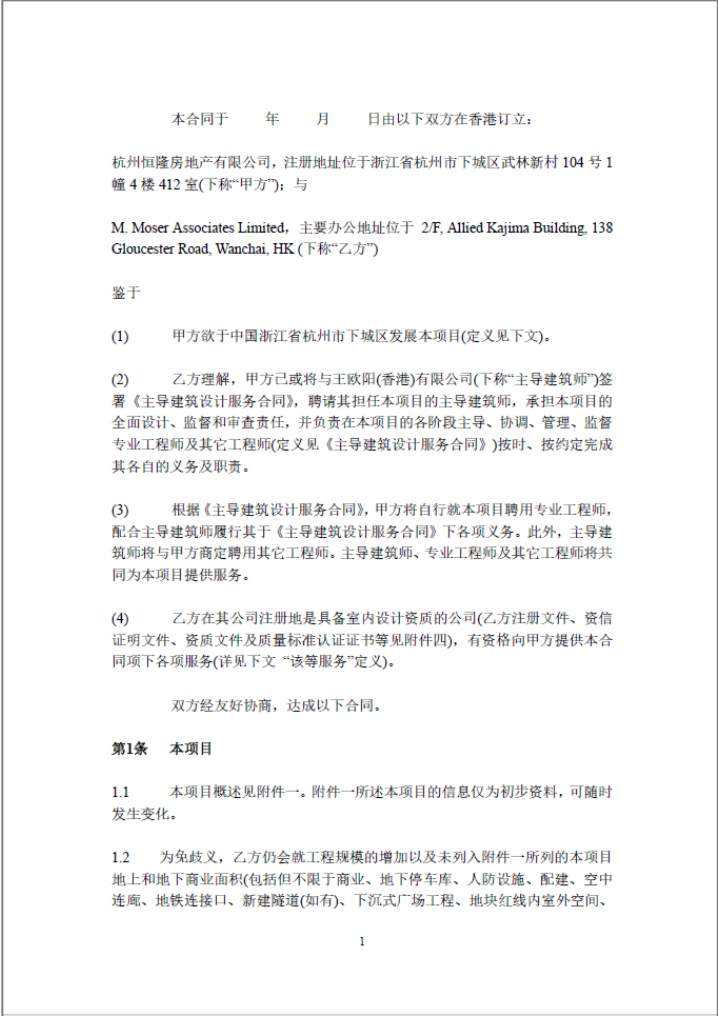 本合同于 年 月 日由以下双方在香港订立：
杭州恒隆房地产有限公司，注册地址位于浙江省杭州市下城区武林新村 104 号 1
幢 4 楼 412 室(下称“甲方”)；与
M. Moser Associates Limited，主要办公地址位于 2/F, Allied Kajima Building, 138
Gloucester Road, Wanchai, HK (下称“乙方”)
鉴于
(1) 甲方欲于中国浙江省杭州市下城区发展本项目(定义见下文)。
(2) 乙方理解，甲方已或将与王欧阳(香港)有限公司(下称“主导建筑师”)签
署《主导建筑设计服务合同》，聘请其担任本项目的主导建筑师，承担本项目的
全面设计、监督和审查责任，并负责在本项目的各阶段主导、协调、管理、监督
专业工程师及其它工程师(定义见《主导建筑设计服务合同》)按时、按约定完成
其各自的义务及职责。
(3) 根据《主导建筑设计服务合同》，甲方将自行就本项目聘用专业工程师，
配合主导建筑师履行其于《主导建筑设计服务合同》下各项义务。此外，主导建
筑师将与甲方商定聘用其它工程师。主导建筑师、专业工程师及其它工程师将共
同为本项目提供服务。
(4) 乙方在其公司注册地是具备室内设计资质的公司(乙方注册文件、资信
证明文件、资质文件及质量标准认证证书等见附件四)，有资格向甲方提供本合
同项下各项服务(详见下文 “该等服务”定义)。
双方经友好协商，达成以下合同。
第1条 本项目
1.1 本项目概述见附件一。附件一所述本项目的信息仅为初步资料，可随时
发生变化。
1.2 为免歧义，乙方仍会就工程规模的增加以及未列入附件一所列的本项目
地上和地下商业面积(包括但不限于商业、地下停车库、人防设施、配建、空中
连廊、地铁连接口、新建隧道(如有)、下沉式广场工程、地块红线内室外空间、
1